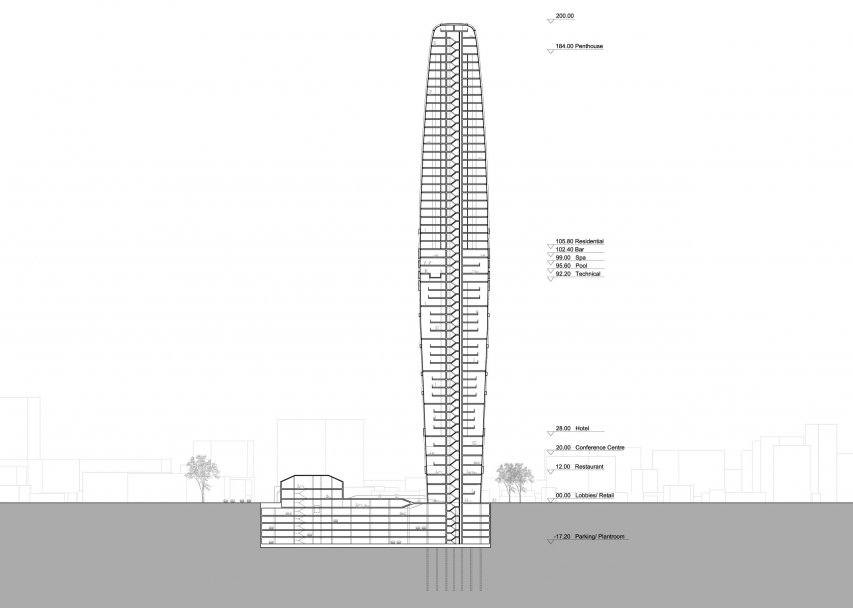 200.00
184.00 Penthouse
105.80 Residential
102.40 Bar
99.00 Spa
95.60 Pool
92.20 Technical
28.00 Hotel
20.00 Conference Centre
12.00 Restaurant
00.00 Lobbies/ Retail
-17.20 Parking/ Plantroom